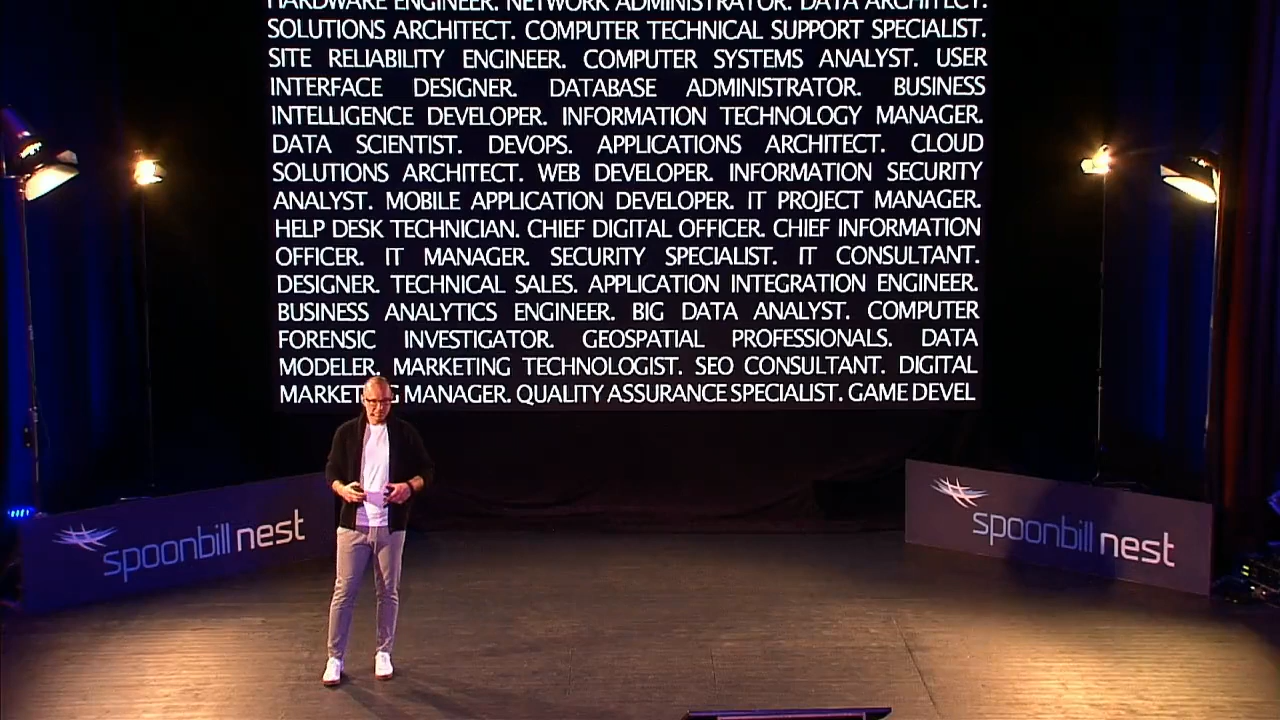 HARDWARE ENGINEER. NETWORK ADMINISTRATOR. DATA ARCHITECT.
SOLUTIONS ARCHITECT. COMPUTER TECHNICAL SUPPORT SPECIALIST.
SITE RELIABILITY ENGINEER. COMPUTER SYSTEMS ANALYST. USER
INTERFACE DESIGNER. DATABASE ADMINISTRATOR. BUSINESS
INTELLIGENCE DEVELOPER. INFORMATION TECHNOLOGY MANAGER.
DATA SCIENTIST. DEVOPS. APPLICATIONS ARCHITECT. CLOUD
SOLUTIONS ARCHITECT. WEB DEVELOPER. INFORMATION SECURITY
ANALYST. MOBILE APPLICATION DEVELOPER. IT PROJECT MANAGER.
HELP DESK TECHNICIAN. CHIEF DIGITAL OFFICER. CHIEF INFORMATION
OFFICER. IT MANAGER. SECURITY SPECIALIST. IT CONSULTANT.
DESIGNER. TECHNICAL SALES. APPLICATION INTEGRATION ENGINEER.
BUSINESS ANALYTICS ENGINEER. BIG DATA ANALYST. COMPUTER
FORENSIC INVESTIGATOR. GEOSPATIAL PROFESSIONALS. DATA
MODELER. MARKETING TECHNOLOGIST. SEO CONSULTANT. DIGITAL
MARKETING MANAGER. QUALITY ASSURANCE SPECIALIST. GAME DEVEL
spoonbill nest
spoonbill nest